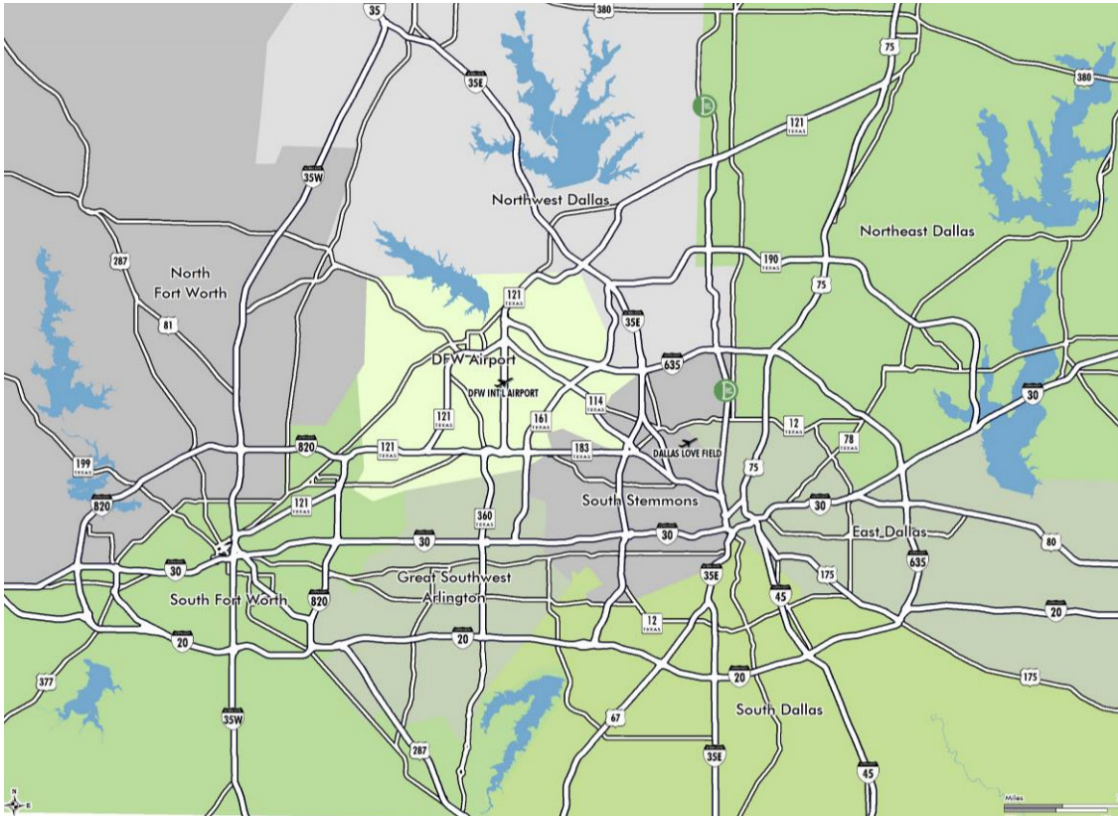 35
380
75
35E
380
121
TEXAS
35W
Northwest Dallas
Northeast Dallas
287
190
TEXAS
North
Fort Worth
75
121
TEXAS
81
35E
DFW Airport
635
DFW INT'L AIRPORT
114
TEXAS
30
121
TEXAS
161
TEXAS
12
TEXAS
78
TEXAS
820
121
TEXAS
183
TEXAS
DALLAS LOVE FIELD
199
TEXAS
75
South Stemmons
820
121
TEXAS
360
TEXAS
30
30
East Dallas
30
80
30
Great Southwest
Arlington
35E
175
635
South Fort Worth
820
45
20
12
TEXAS
20
20
377
20
175
35W
67
South Dallas
287
35E
45
Miles